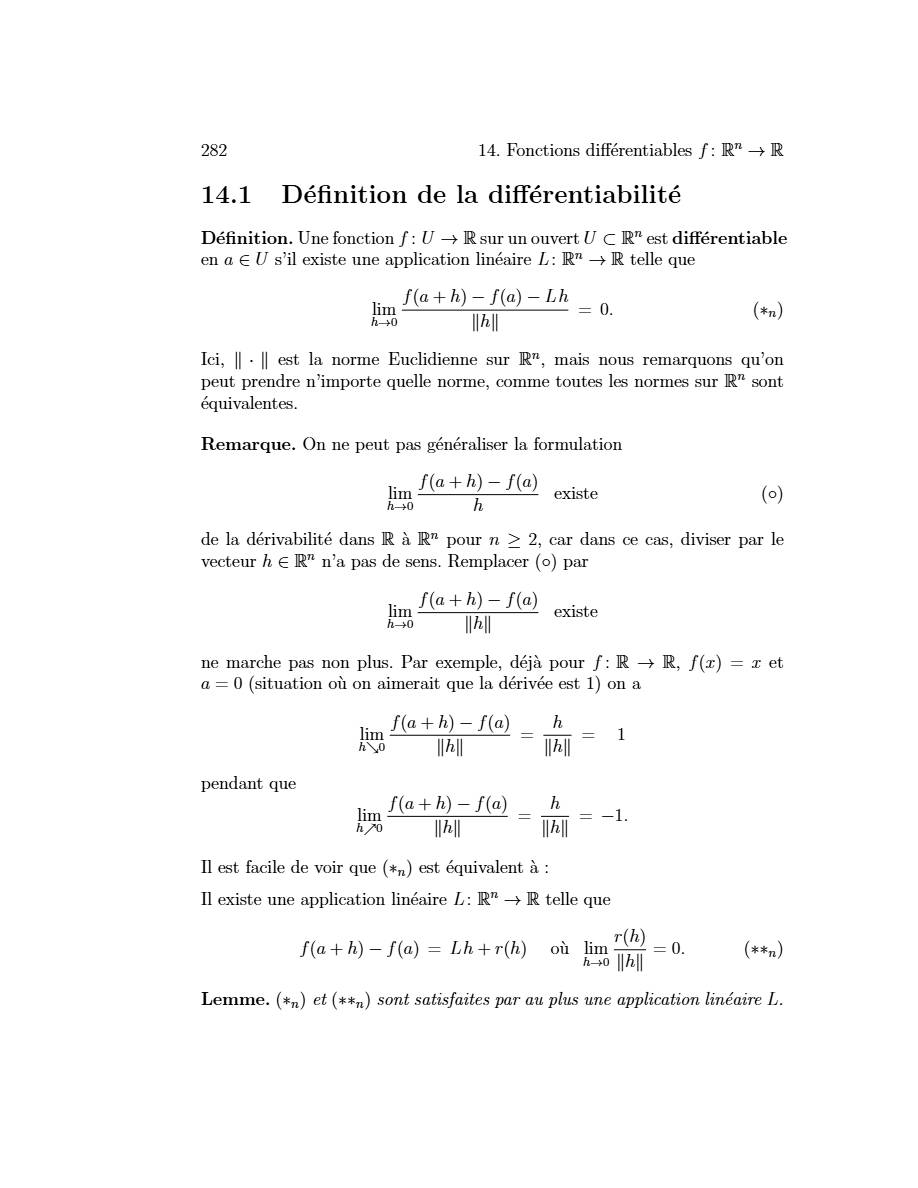 282 14. Fonctions différentiables f : ℝⁿ → ℝ
14.1 Définition de la différentiabilité
Définition. Une fonction f : U → ℝ sur un ouvert U ⊂ ℝⁿ est différentiable
en a ∈ U s'il existe une application linéaire L : ℝⁿ → ℝ telle que
lim_{h→0} \frac{f(a + h) − f(a) − Lh}{‖h‖} = 0. (∗ₙ)
Ici, ‖ · ‖ est la norme Euclidienne sur ℝⁿ, mais nous remarquons qu'on
peut prendre n'importe quelle norme, comme toutes les normes sur ℝⁿ sont
équivalentes.
Remarque. On ne peut pas généraliser la formulation
lim_{h→0} \frac{f(a + h) − f(a)}{h} existe (∘)
de la dérivabilité dans ℝ à ℝⁿ pour n ≥ 2, car dans ce cas, diviser par le
vecteur h ∈ ℝⁿ n'a pas de sens. Remplacer (∘) par
lim_{h→0} \frac{f(a + h) − f(a)}{‖h‖} existe
ne marche pas non plus. Par exemple, déjà pour f : ℝ → ℝ, f(x) = x et
a = 0 (situation où on aimerait que la dérivée est 1) on a
lim_{h↘0} \frac{f(a + h) − f(a)}{‖h‖} = \frac{h}{‖h‖} = 1
pendant que
lim_{h↗0} \frac{f(a + h) − f(a)}{‖h‖} = \frac{h}{‖h‖} = −1.
Il est facile de voir que (∗ₙ) est équivalent à :
Il existe une application linéaire L : ℝⁿ → ℝ telle que
f(a + h) − f(a) = Lh + r(h) où lim_{h→0} \frac{r(h)}{‖h‖} = 0. (∗∗ₙ)
Lemme. (∗ₙ) et (∗∗ₙ) sont satisfaites par au plus une application linéaire L.